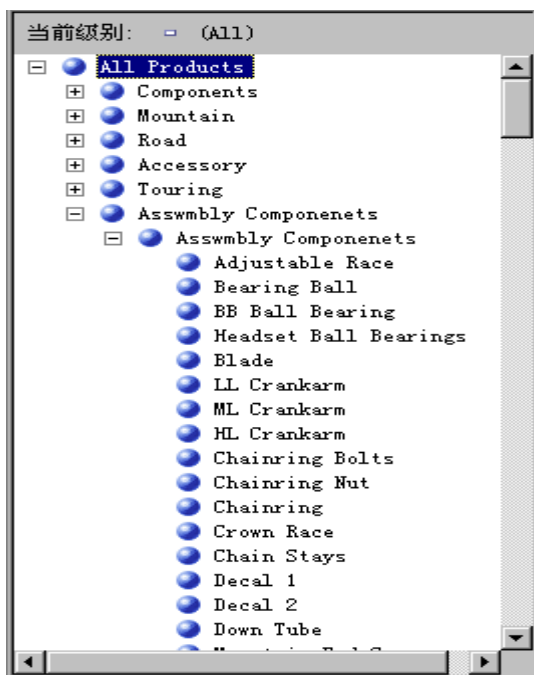 当前级别: (All)
All Products
Components
Mountain
Road
Accessory
Touring
Asswmbly Componenets
Asswmbly Componenets
Adjustable Race
Bearing Ball
BB Ball Bearing
Headset Ball Bearings
Blade
LL Crankarm
ML Crankarm
HL Crankarm
Chainring Bolts
Chainring Nut
Chainring
Crown Race
Chain Stays
Decal 1
Decal 2
Down Tube